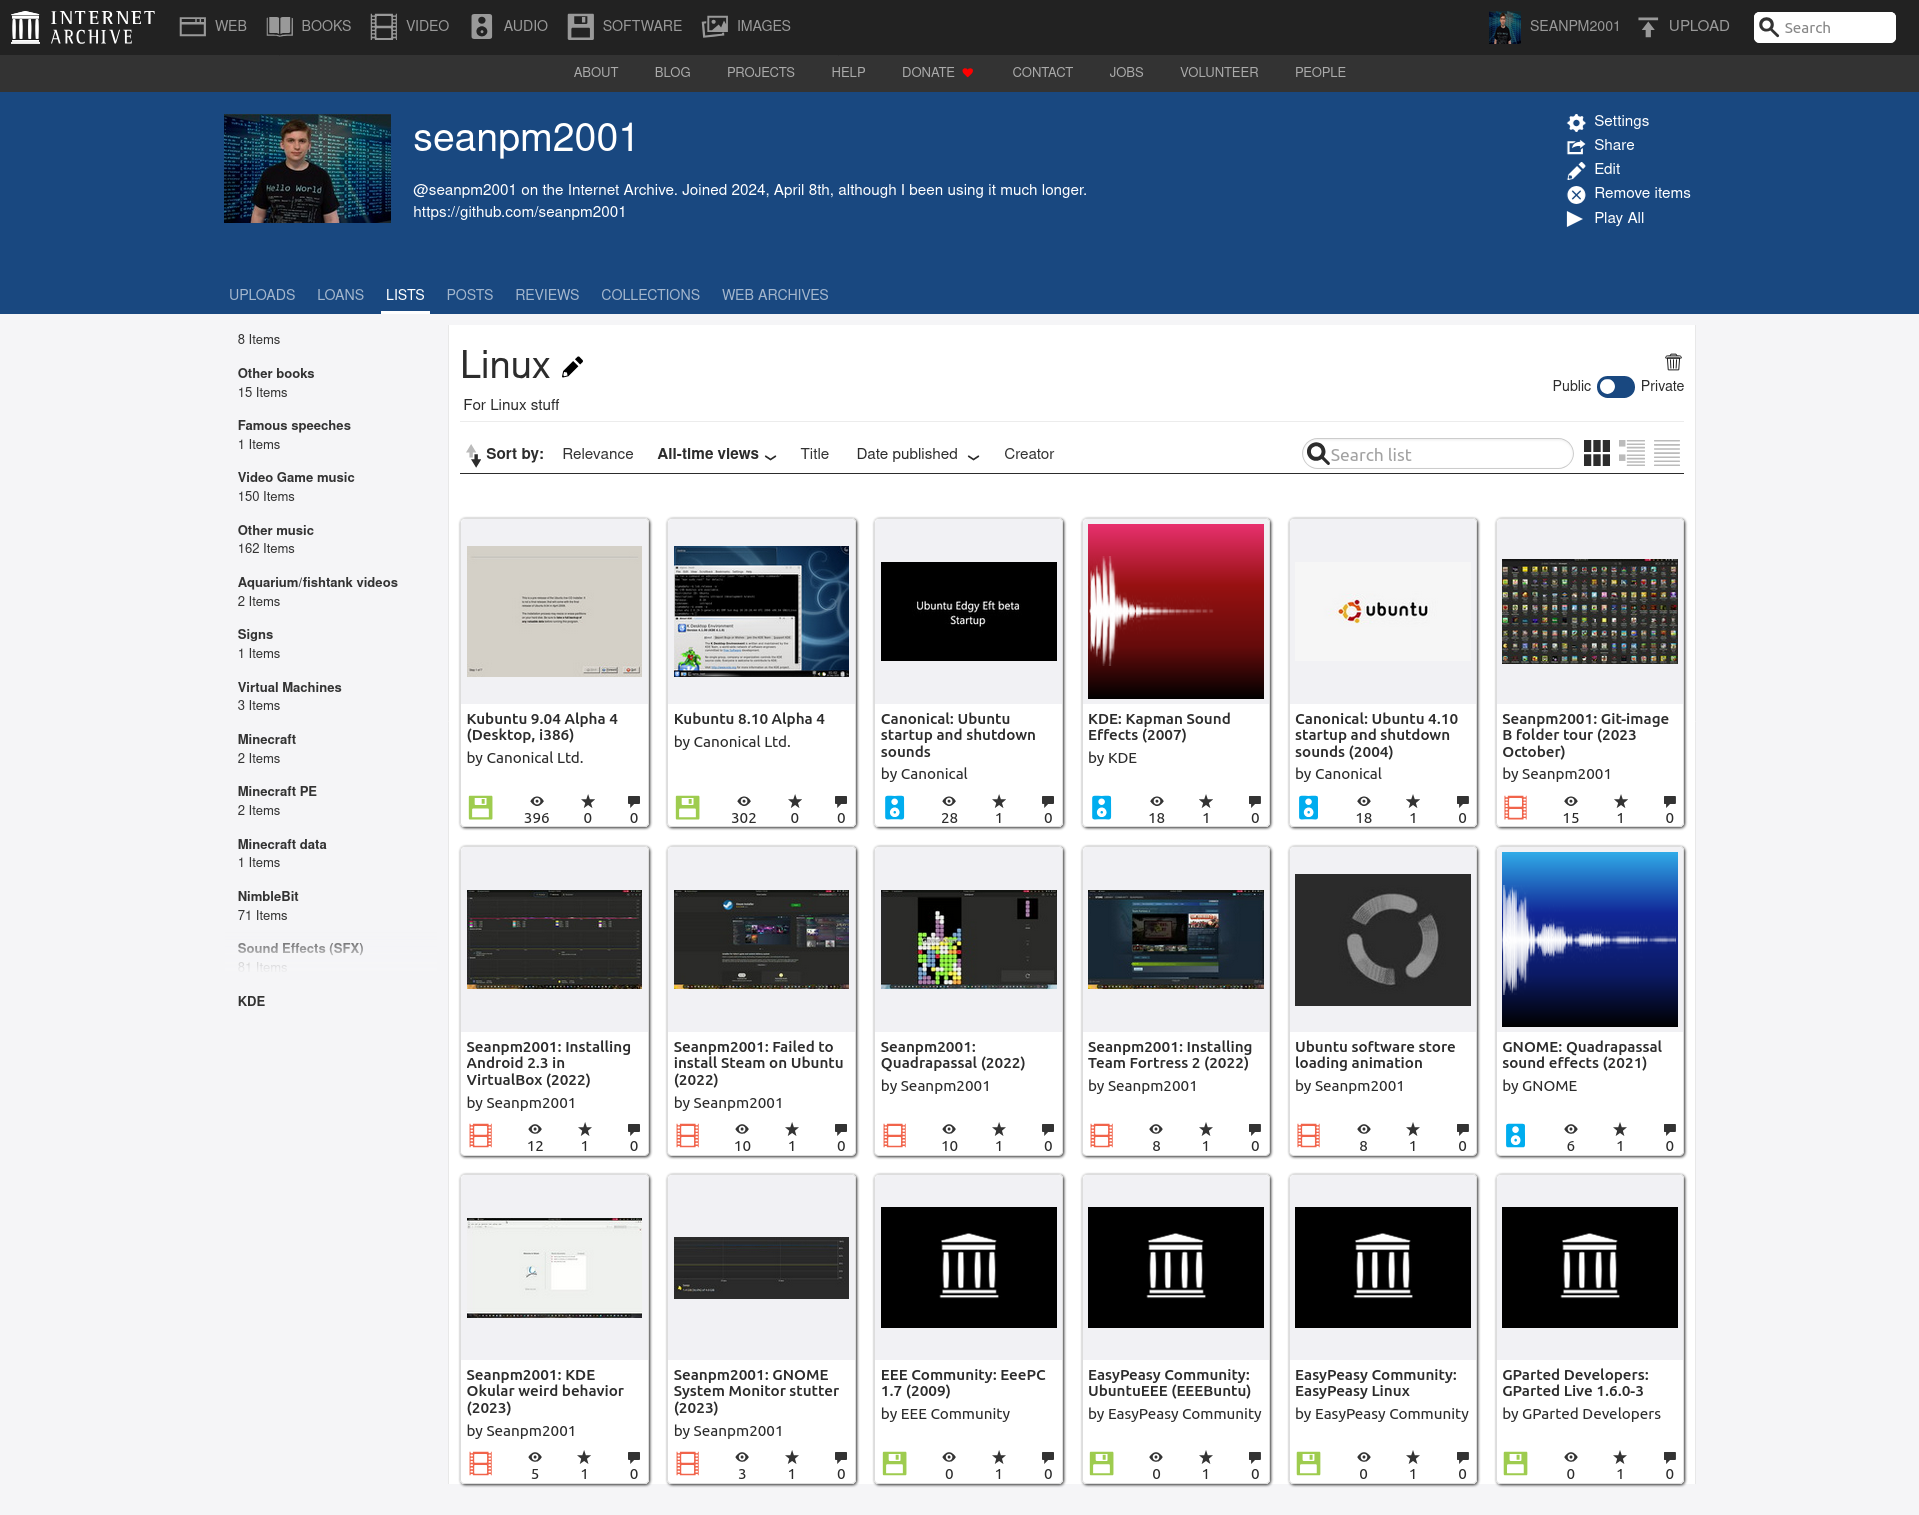 INTERNET ARCHIVE
WEB
BOOKS
VIDEO
AUDIO
SOFTWARE
IMAGES
SEANPM2001
UPLOAD
Search
ABOUT
BLOG
PROJECTS
HELP
DONATE
CONTACT
JOBS
VOLUNTEER
PEOPLE
Hello World
seanpm2001
@seanpm2001 on the Internet Archive. Joined 2024, April 8th, although I been using it much longer.
https://github.com/seanpm2001
Settings
Share
Edit
Remove items
Play All
UPLOADS
LOANS
LISTS
POSTS
REVIEWS
COLLECTIONS
WEB ARCHIVES
8 Items
Other books
15 Items
Famous speeches
1 Items
Video Game music
150 Items
Other music
162 Items
Aquarium/fishtank videos
2 Items
Signs
1 Items
Virtual Machines
3 Items
Minecraft
2 Items
Minecraft PE
2 Items
Minecraft data
1 Items
NimbleBit
71 Items
Sound Effects (SFX)
81 Items
KDE
Linux
For Linux stuff
Public
Private
Sort by:
Relevance
All-time views
Title
Date published
Creator
Search list
Kubuntu 9.04 Alpha 4
(Desktop, i386)
by Canonical Ltd.
396
0
0
K Desktop Environment
Kubuntu 8.10 Alpha 4
by Canonical Ltd.
302
0
0
Ubuntu Edgy Eft beta
Startup
Canonical: Ubuntu
startup and shutdown
sounds
by Canonical
28
1
0
KDE: Kapman Sound
Effects (2007)
by KDE
18
1
0
ubuntu
Canonical: Ubuntu 4.10
startup and shutdown
sounds (2004)
by Canonical
18
1
0
Seanpm2001: Git-image
B folder tour (2023
October)
by Seanpm2001
15
1
0
Seanpm2001: Installing
Android 2.3 in
VirtualBox (2022)
by Seanpm2001
12
1
0
Seanpm2001: Failed to
install Steam on Ubuntu
(2022)
by Seanpm2001
10
1
0
Seanpm2001:
Quadrapassal (2022)
by Seanpm2001
10
1
0
Seanpm2001: Installing
Team Fortress 2 (2022)
by Seanpm2001
8
1
0
Ubuntu software store
loading animation
by Seanpm2001
8
1
0
GNOME: Quadrapassal
sound effects (2021)
by GNOME
6
1
0
Seanpm2001: KDE
Okular weird behavior
(2023)
by Seanpm2001
5
1
0
Seanpm2001: GNOME
System Monitor stutter
(2023)
by Seanpm2001
3
1
0
EEE Community: EeePC
1.7 (2009)
by EEE Community
0
1
0
EasyPeasy Community:
UbuntuEEE (EEEBuntu)
by EasyPeasy Community
0
1
0
EasyPeasy Community:
EasyPeasy Linux
by EasyPeasy Community
0
1
0
GParted Developers:
GParted Live 1.6.0-3
by GParted Developers
0
1
0